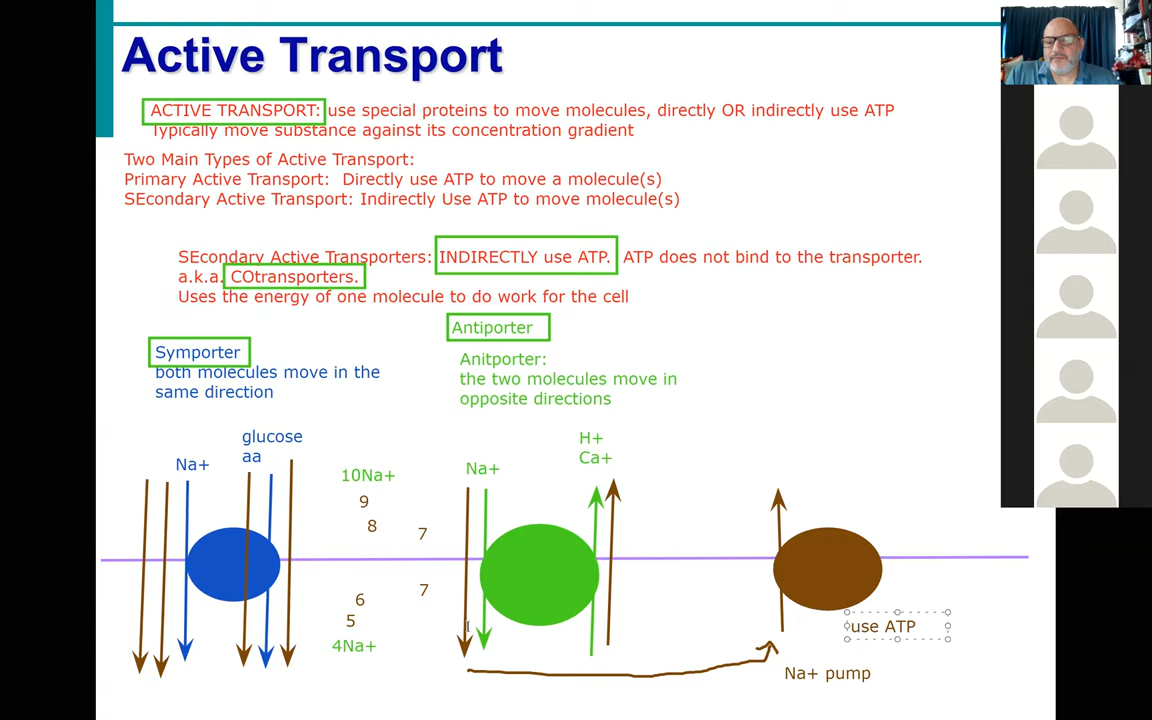 Active Transport
ACTIVE TRANSPORT: use special proteins to move molecules, directly OR indirectly use ATP
Typically move substance against its concentration gradient
Two Main Types of Active Transport:
Primary Active Transport: Directly use ATP to move a molecule(s)
SEcondary Active Transport: Indirectly Use ATP to move molecule(s)
SEcondary Active Transporters: INDIRECTLY use ATP. ATP does not bind to the transporter.
a.k.a. COtransporters.
Uses the energy of one molecule to do work for the cell
Symporter
both molecules move in the
same direction
Antiporter
Anitporter:
the two molecules move in
opposite directions
Na+
glucose
aa
10Na+
9
8
7
7
6
5
4Na+
Na+
H+
Ca+
use ATP
Na+ pump